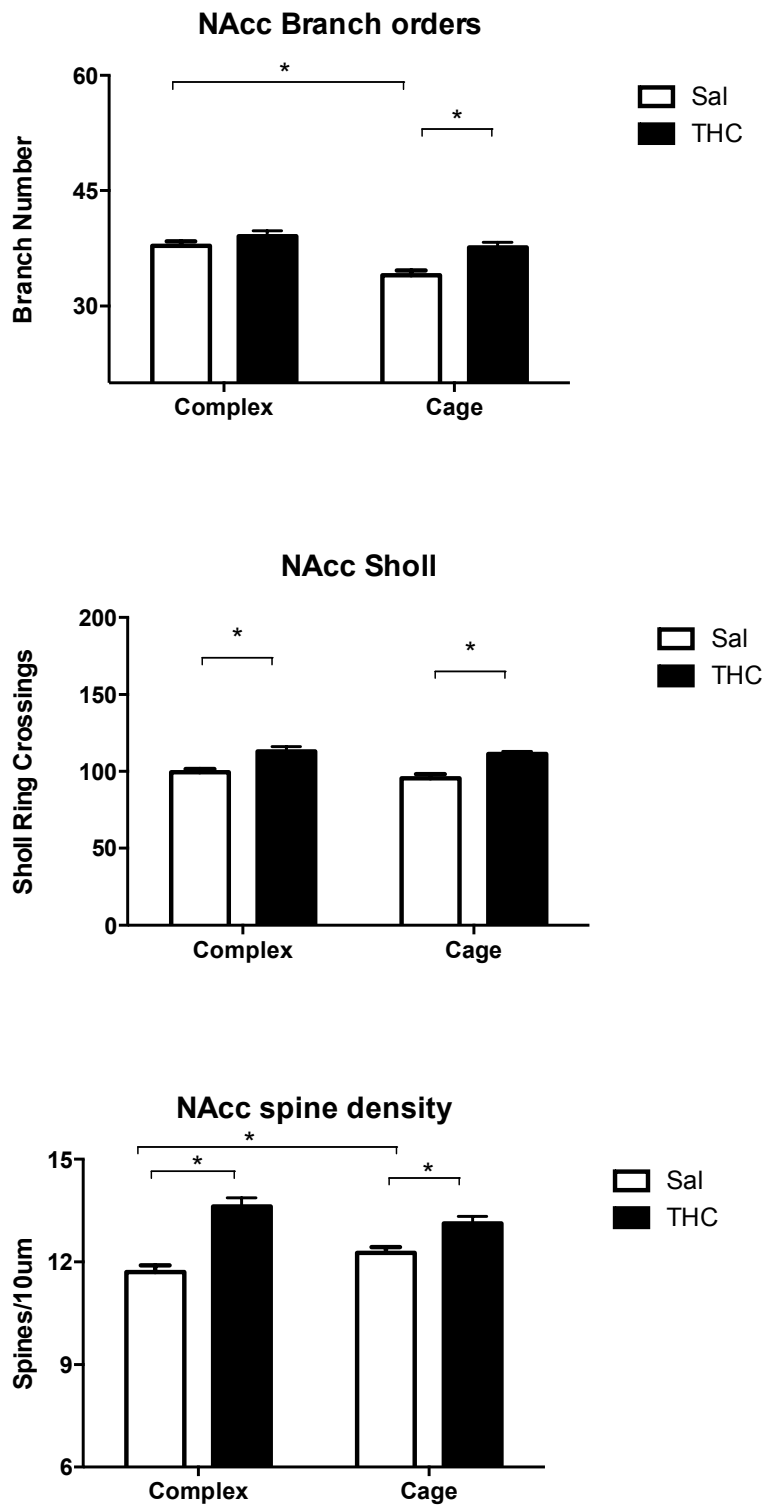 NAcc Branch orders
*
60
Sal
*
THC
Branch Number
45
30
Complex
Cage
NAcc Sholl
200
*
*
Sal
THC
150
Sholl Ring Crossings
100
50
0
Complex
Cage
NAcc spine density
*
15
*
*
Sal
THC
12
Spines/10um
9
6
Complex
Cage